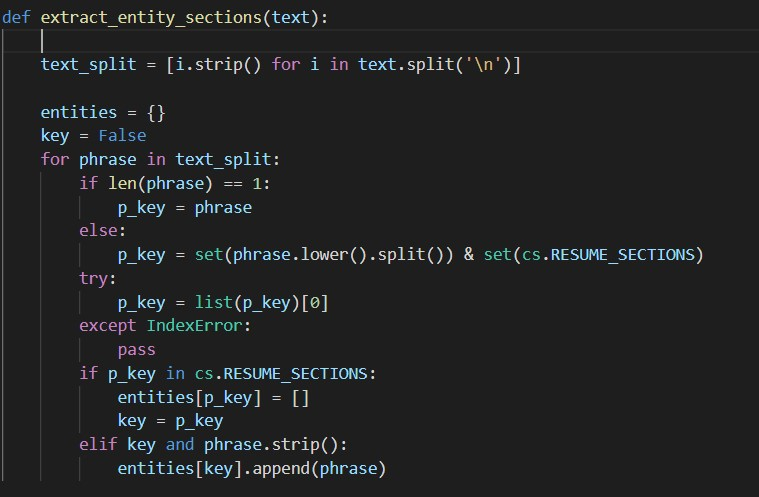 def extract_entity_sections(text):
text_split = [i.strip() for i in text.split('\n')]
entities = {}
key = False
for phrase in text_split:
if len(phrase) == 1:
p_key = phrase
else:
p_key = set(phrase.lower().split()) & set(cs.RESUME_SECTIONS)
try:
p_key = list(p_key)[0]
except IndexError:
pass
if p_key in cs.RESUME_SECTIONS:
entities[p_key] = []
key = p_key
elif key and phrase.strip():
entities[key].append(phrase)